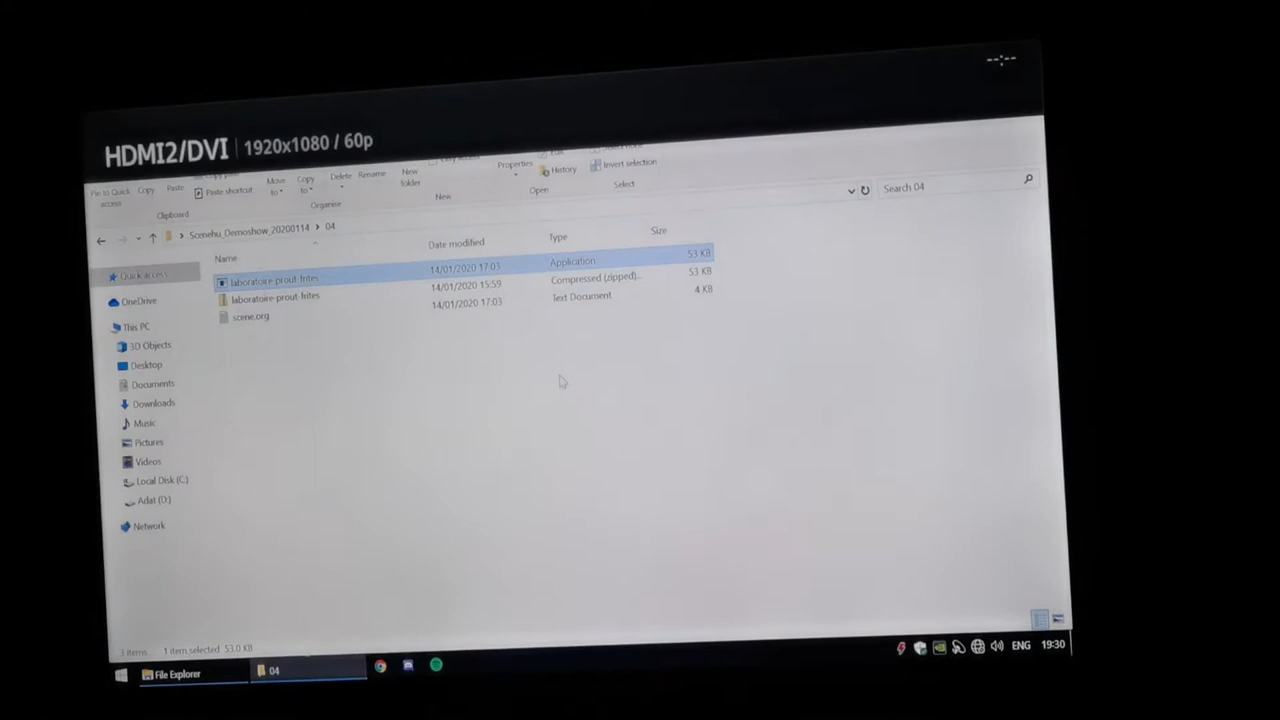 --:--
HDMI2/DVI 1920x1080 / 60p
Pin to Quick access
Copy
Paste
Paste shortcut
Move to
Copy to
Delete
Rename
New folder
Properties
Edit
History
Invert selection
Clipboard
Organise
New
Open
Select
Scenehu_Demoshow_20200114 > 04
Search 04
Name Date modified Type Size
laboratoire-prout-frites 14/01/2020 17:03 Application 53 KB
laboratoire-prout-frites 14/01/2020 15:59 Compressed (zipped)... 53 KB
scene.org 14/01/2020 17:03 Text Document 4 KB
Quick access
OneDrive
This PC
3D Objects
Desktop
Documents
Downloads
Music
Pictures
Videos
Local Disk (C:)
Adat (D:)
Network
3 items 1 item selected 53.0 KB
File Explorer 04 ENG 19:30